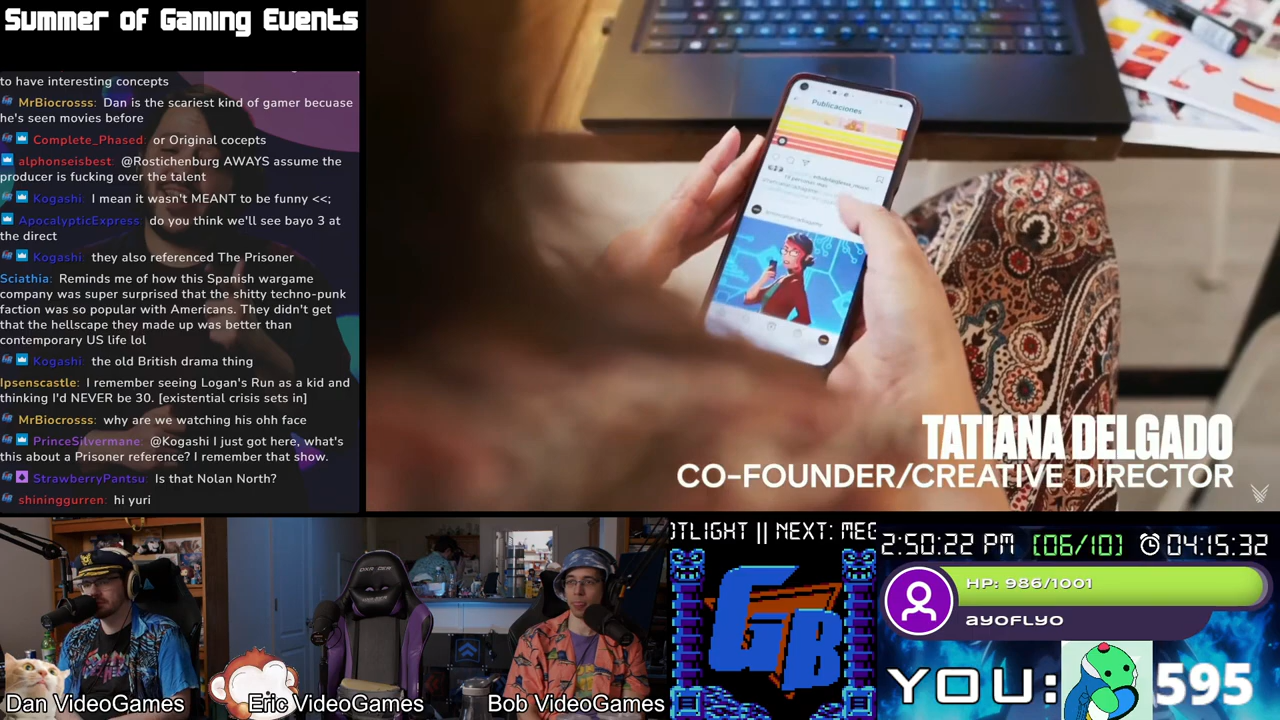 Summer of Gaming Events
to have interesting concepts
MrBiocrosss: Dan is the scariest kind of gamer becuase
he's seen movies before
Complete_Phased: or Original cocepts
alphonseisbest: @Rostichenburg AWAYS assume the
producer is fucking over the talent
Kogashi: I mean it wasn't MEANT to be funny <<;
ApocalypticExpress: do you think we'll see bayo 3 at
the direct
Kogashi: they also referenced The Prisoner
Sciathia: Reminds me of how this Spanish wargame
company was super surprised that the shitty techno-punk
faction was so popular with Americans. They didn't get
that the hellscape they made up was better than
contemporary US life lol
Kogashi: the old British drama thing
Ipsenscastle: I remember seeing Logan's Run as a kid and
thinking I'd NEVER be 30. [existential crisis sets in]
MrBiocrosss: why are we watching his ohh face
PrinceSilvermane: @Kogashi I just got here, what's
this about a Prisoner reference? I remember that show.
StrawberryPantsu: Is that Nolan North?
shininggurren: hi yuri
Publicaciones
TATIANA DELGADO
CO-FOUNDER/CREATIVE DIRECTOR
OTLIGHT || NEXT: MEG
2:50:22 PM [06/10] 04:15:32
HP: 986/1001
ayoflyo
GB
YOU: 595
Dan VideoGames
Eric VideoGames
Bob VideoGames